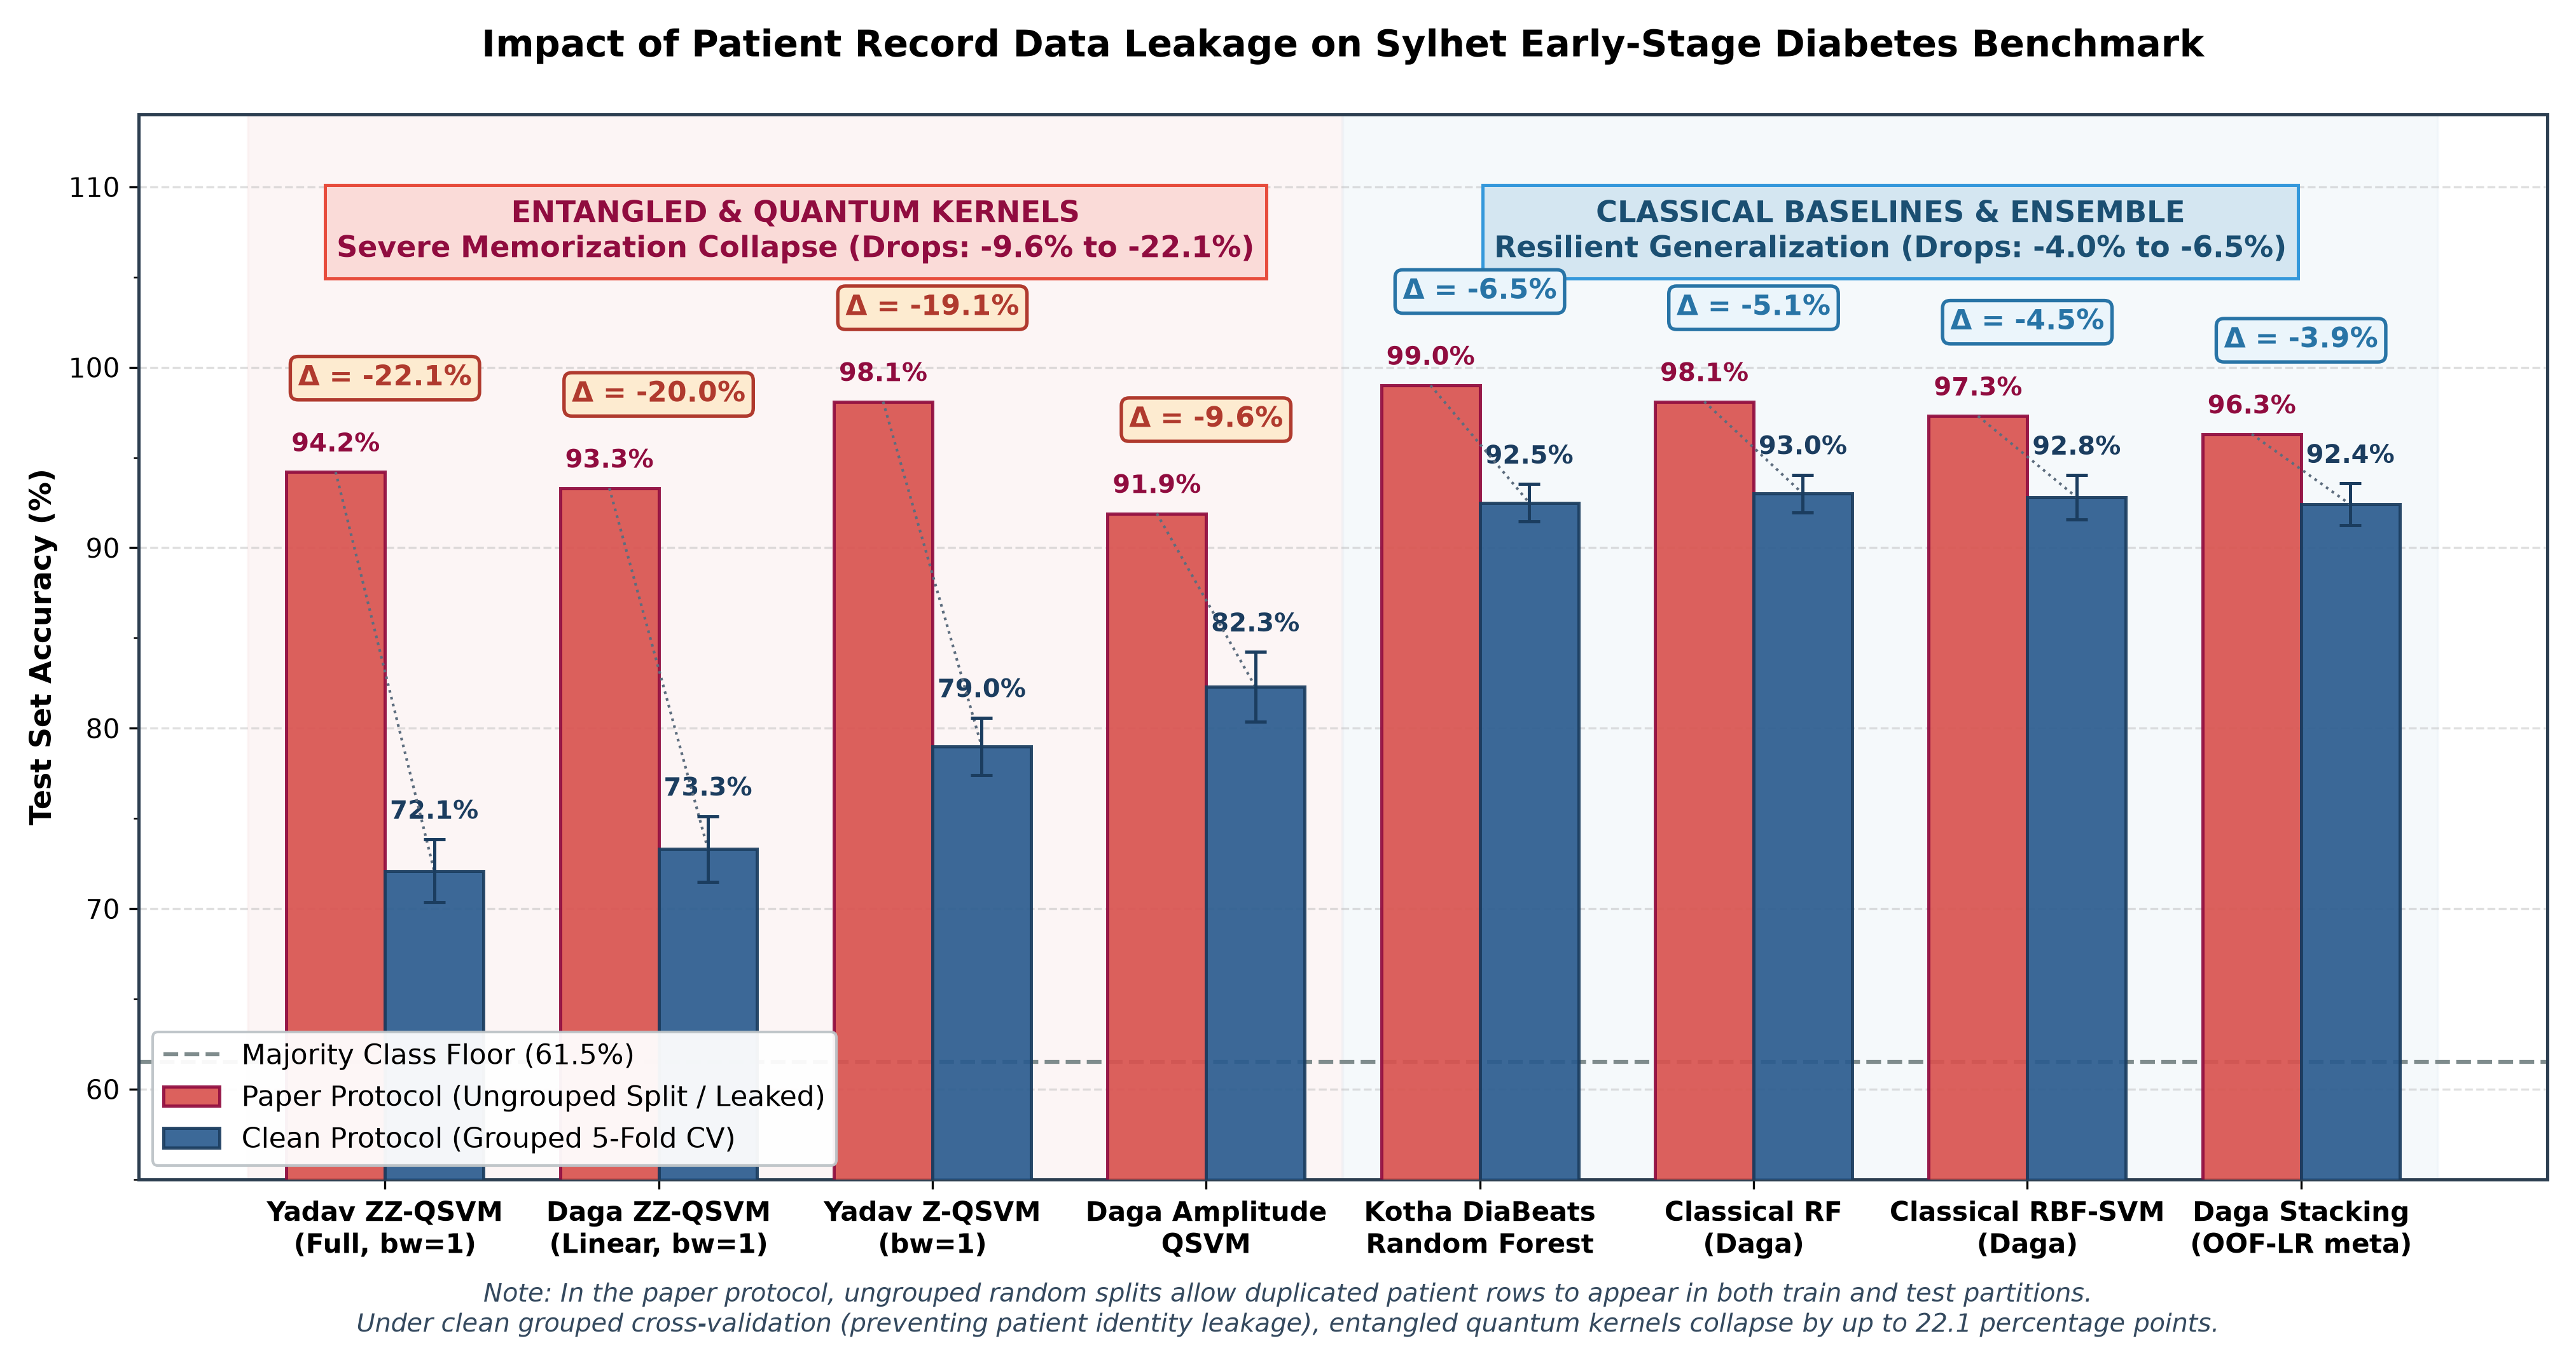 Impact of Patient Record Data Leakage on Sylhet Early-Stage Diabetes Benchmark
ENTANGLED & QUANTUM KERNELS
Severe Memorization Collapse (Drops: -9.6% to -22.1%)
CLASSICAL BASELINES & ENSEMBLE
Resilient Generalization (Drops: -4.0% to -6.5%)
Δ = -22.1%
Δ = -20.0%
Δ = -19.1%
Δ = -9.6%
Δ = -6.5%
Δ = -5.1%
Δ = -4.5%
Δ = -3.9%
94.2%
72.1%
93.3%
73.3%
98.1%
79.0%
91.9%
82.3%
99.0%
92.5%
98.1%
93.0%
97.3%
92.8%
96.3%
92.4%
Test Set Accuracy (%)
110
100
90
80
70
60
Majority Class Floor (61.5%)
Paper Protocol (Ungrouped Split / Leaked)
Clean Protocol (Grouped 5-Fold CV)
Yadav ZZ-QSVM
(Full, bw=1)
Daga ZZ-QSVM
(Linear, bw=1)
Yadav Z-QSVM
(bw=1)
Daga Amplitude
QSVM
Kotha DiaBeats
Random Forest
Classical RF
(Daga)
Classical RBF-SVM
(Daga)
Daga Stacking
(OOF-LR meta)
Note: In the paper protocol, ungrouped random splits allow duplicated patient rows to appear in both train and test partitions.
Under clean grouped cross-validation (preventing patient identity leakage), entangled quantum kernels collapse by up to 22.1 percentage points.